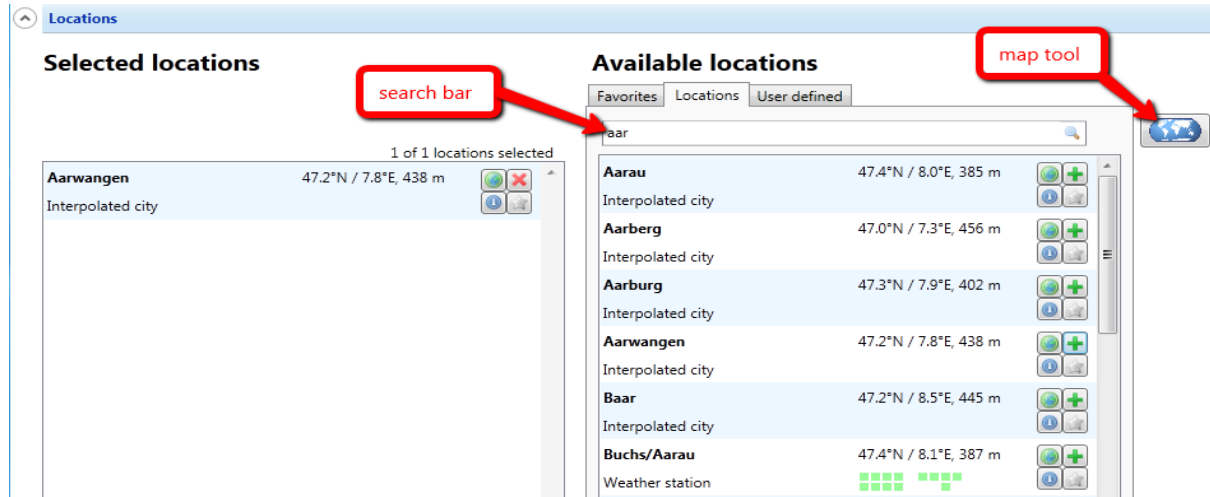 Locations
Selected locations
1 of 1 locations selected
Aarwangen 47.2°N / 7.8°E, 438 m
Interpolated city
search bar
map tool
Available locations
Favorites Locations User defined
aar
Aarau 47.4°N / 8.0°E, 385 m
Interpolated city
Aarberg 47.0°N / 7.3°E, 456 m
Interpolated city
Aarburg 47.3°N / 7.9°E, 402 m
Interpolated city
Aarwangen 47.2°N / 7.8°E, 438 m
Interpolated city
Baar 47.2°N / 8.5°E, 445 m
Interpolated city
Buchs/Aarau 47.4°N / 8.1°E, 387 m
Weather station